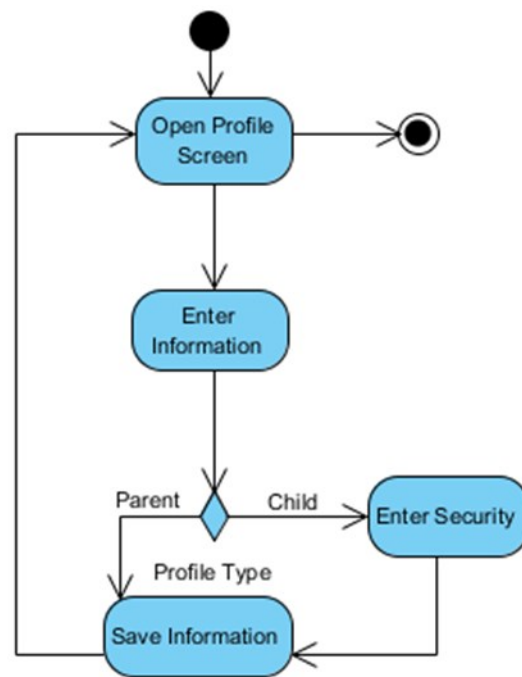 Open Profile
Screen
Enter
Information
Parent
Child
Enter Security
Profile Type
Save Information